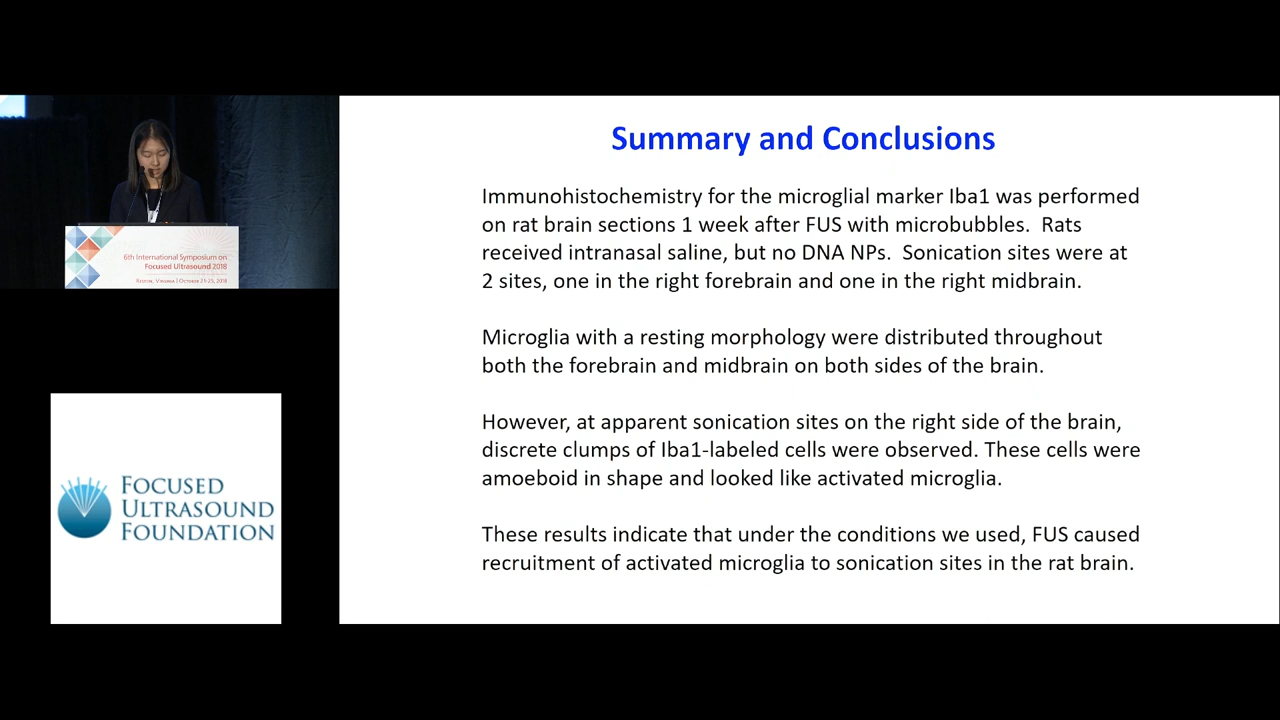 Summary and Conclusions
Immunohistochemistry for the microglial marker Iba1 was performed
on rat brain sections 1 week after FUS with microbubbles.  Rats
received intranasal saline, but no DNA NPs.  Sonication sites were at
2 sites, one in the right forebrain and one in the right midbrain.
Microglia with a resting morphology were distributed throughout
both the forebrain and midbrain on both sides of the brain.
However, at apparent sonication sites on the right side of the brain,
discrete clumps of Iba1-labeled cells were observed. These cells were
amoeboid in shape and looked like activated microglia.
These results indicate that under the conditions we used, FUS caused
recruitment of activated microglia to sonication sites in the rat brain.
6th International Symposium on
Focused Ultrasound 2018
Reston, Virginia | October 21-25, 2018
FOCUSED
ULTRASOUND
FOUNDATION